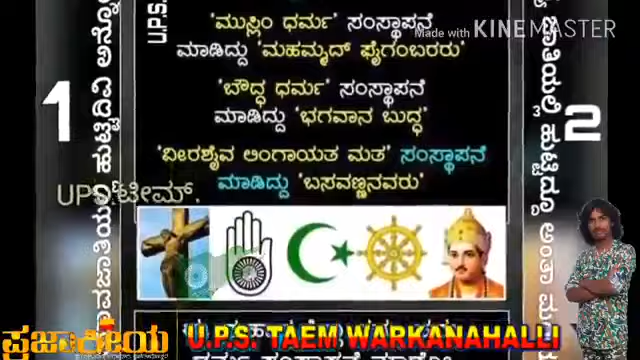 'ಮುಸ್ಲಿಂ ಧರ್ಮ' ಸಂಸ್ಥಾಪನೆ
ಮಾಡಿದ್ದು 'ಮಹಮ್ಮದ್ ಫೈಗಂಬರರು'
'ಬೌದ್ಧ ಧರ್ಮ' ಸಂಸ್ಥಾಪನೆ
ಮಾಡಿದ್ದು 'ಭಗವಾನ ಬುದ್ಧ'
'ವೀರಶೈವ ಲಿಂಗಾಯತ ಮತ' ಸಂಸ್ಥಾಪನೆ
ಮಾಡಿದ್ದು 'ಬಸವಣ್ಣನವರು'
Made with KINEMASTER
U.P.S.
1
2
UPS.ಟೀಮ್.
ಹುಟ್ಟಿದಿವಿ
ಪ್ರಜಾಕೀಯ
U.P.S. TAEM WARKANAHALLI